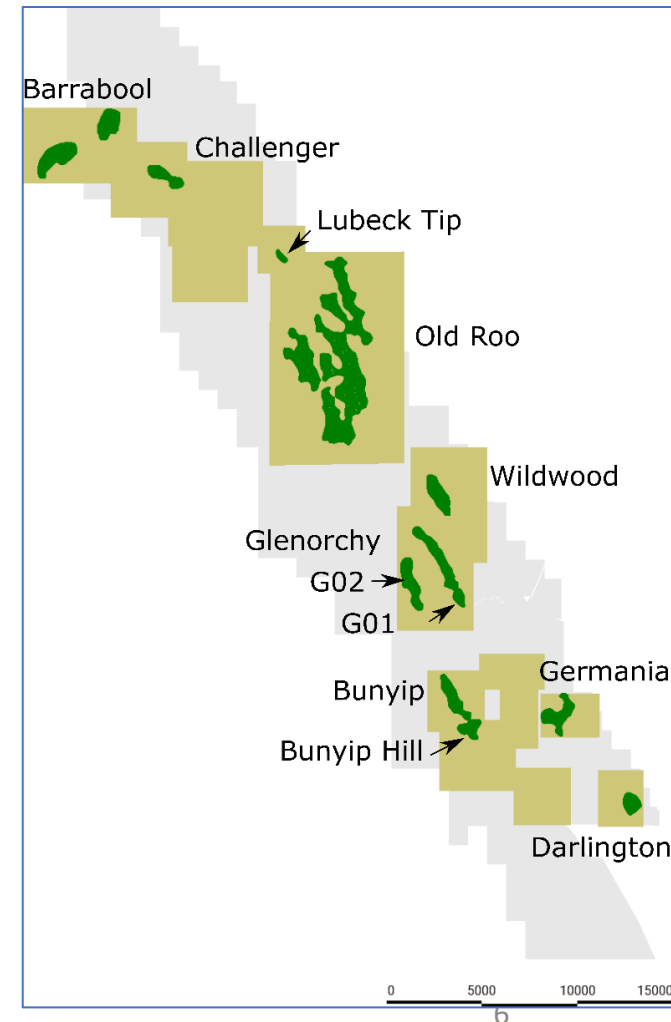 Barrabool
Challenger
Lubeck Tip
Old Roo
Wildwood
Glenorchy
G02
G01
Germania
Bunyip
Bunyip Hill
Darlington
0 5000 10000 15000
6